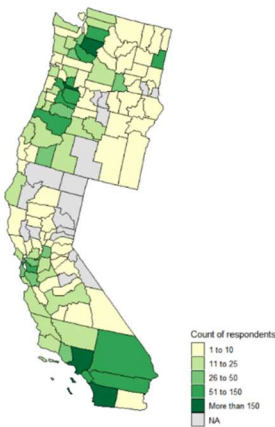 Count of respondents
1 to 10
11 to 25
26 to 50
51 to 150
More than 150
NA